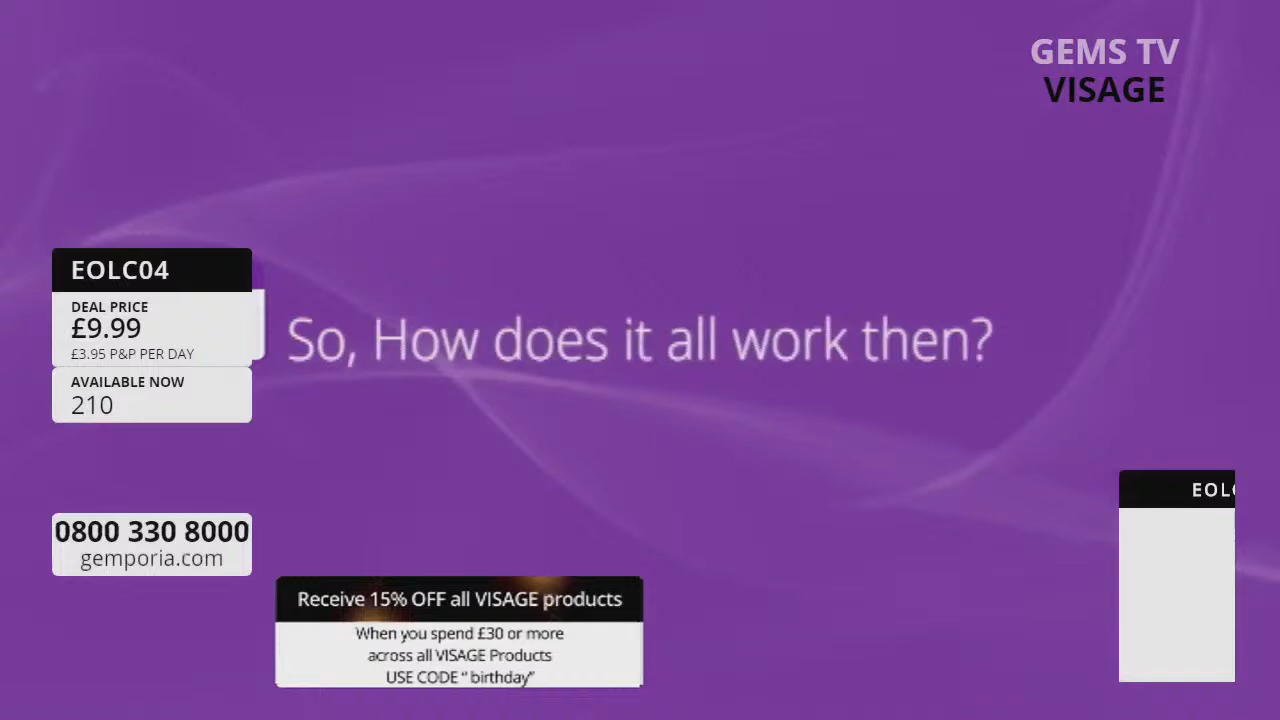 GEMS TV
VISAGE
EOLC04
DEAL PRICE
£9.99
£3.95 P&P PER DAY
AVAILABLE NOW
210
So, How does it all work then?
EOLC
0800 330 8000
gemporia.com
Receive 15% OFF all VISAGE products
When you spend £30 or more
across all VISAGE Products
USE CODE “ birthday”